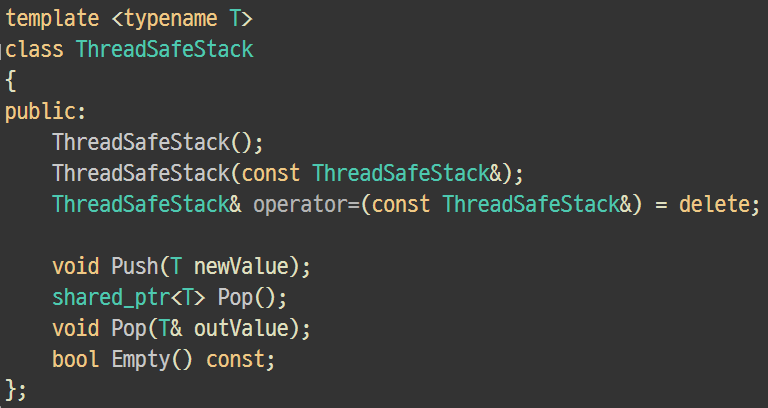 template <typename T>
class ThreadSafeStack
{
public:
    ThreadSafeStack();
    ThreadSafeStack(const ThreadSafeStack&);
    ThreadSafeStack& operator=(const ThreadSafeStack&) = delete;

    void Push(T newValue);
    shared_ptr<T> Pop();
    void Pop(T& outValue);
    bool Empty() const;
};